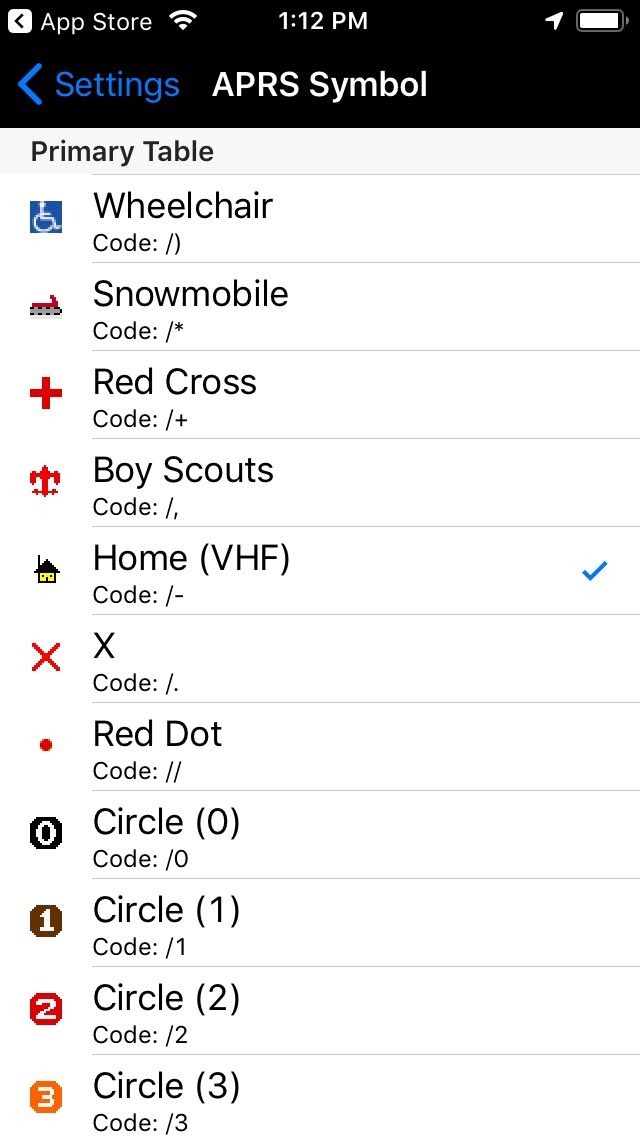 App Store 1:12 PM
Settings APRS Symbol
Primary Table
Wheelchair
Code: /)
Snowmobile
Code: /*
Red Cross
Code: /+
Boy Scouts
Code: /,
Home (VHF)
Code: /-
X
Code: /.
Red Dot
Code: //
0 Circle (0)
Code: /0
1 Circle (1)
Code: /1
2 Circle (2)
Code: /2
3 Circle (3)
Code: /3